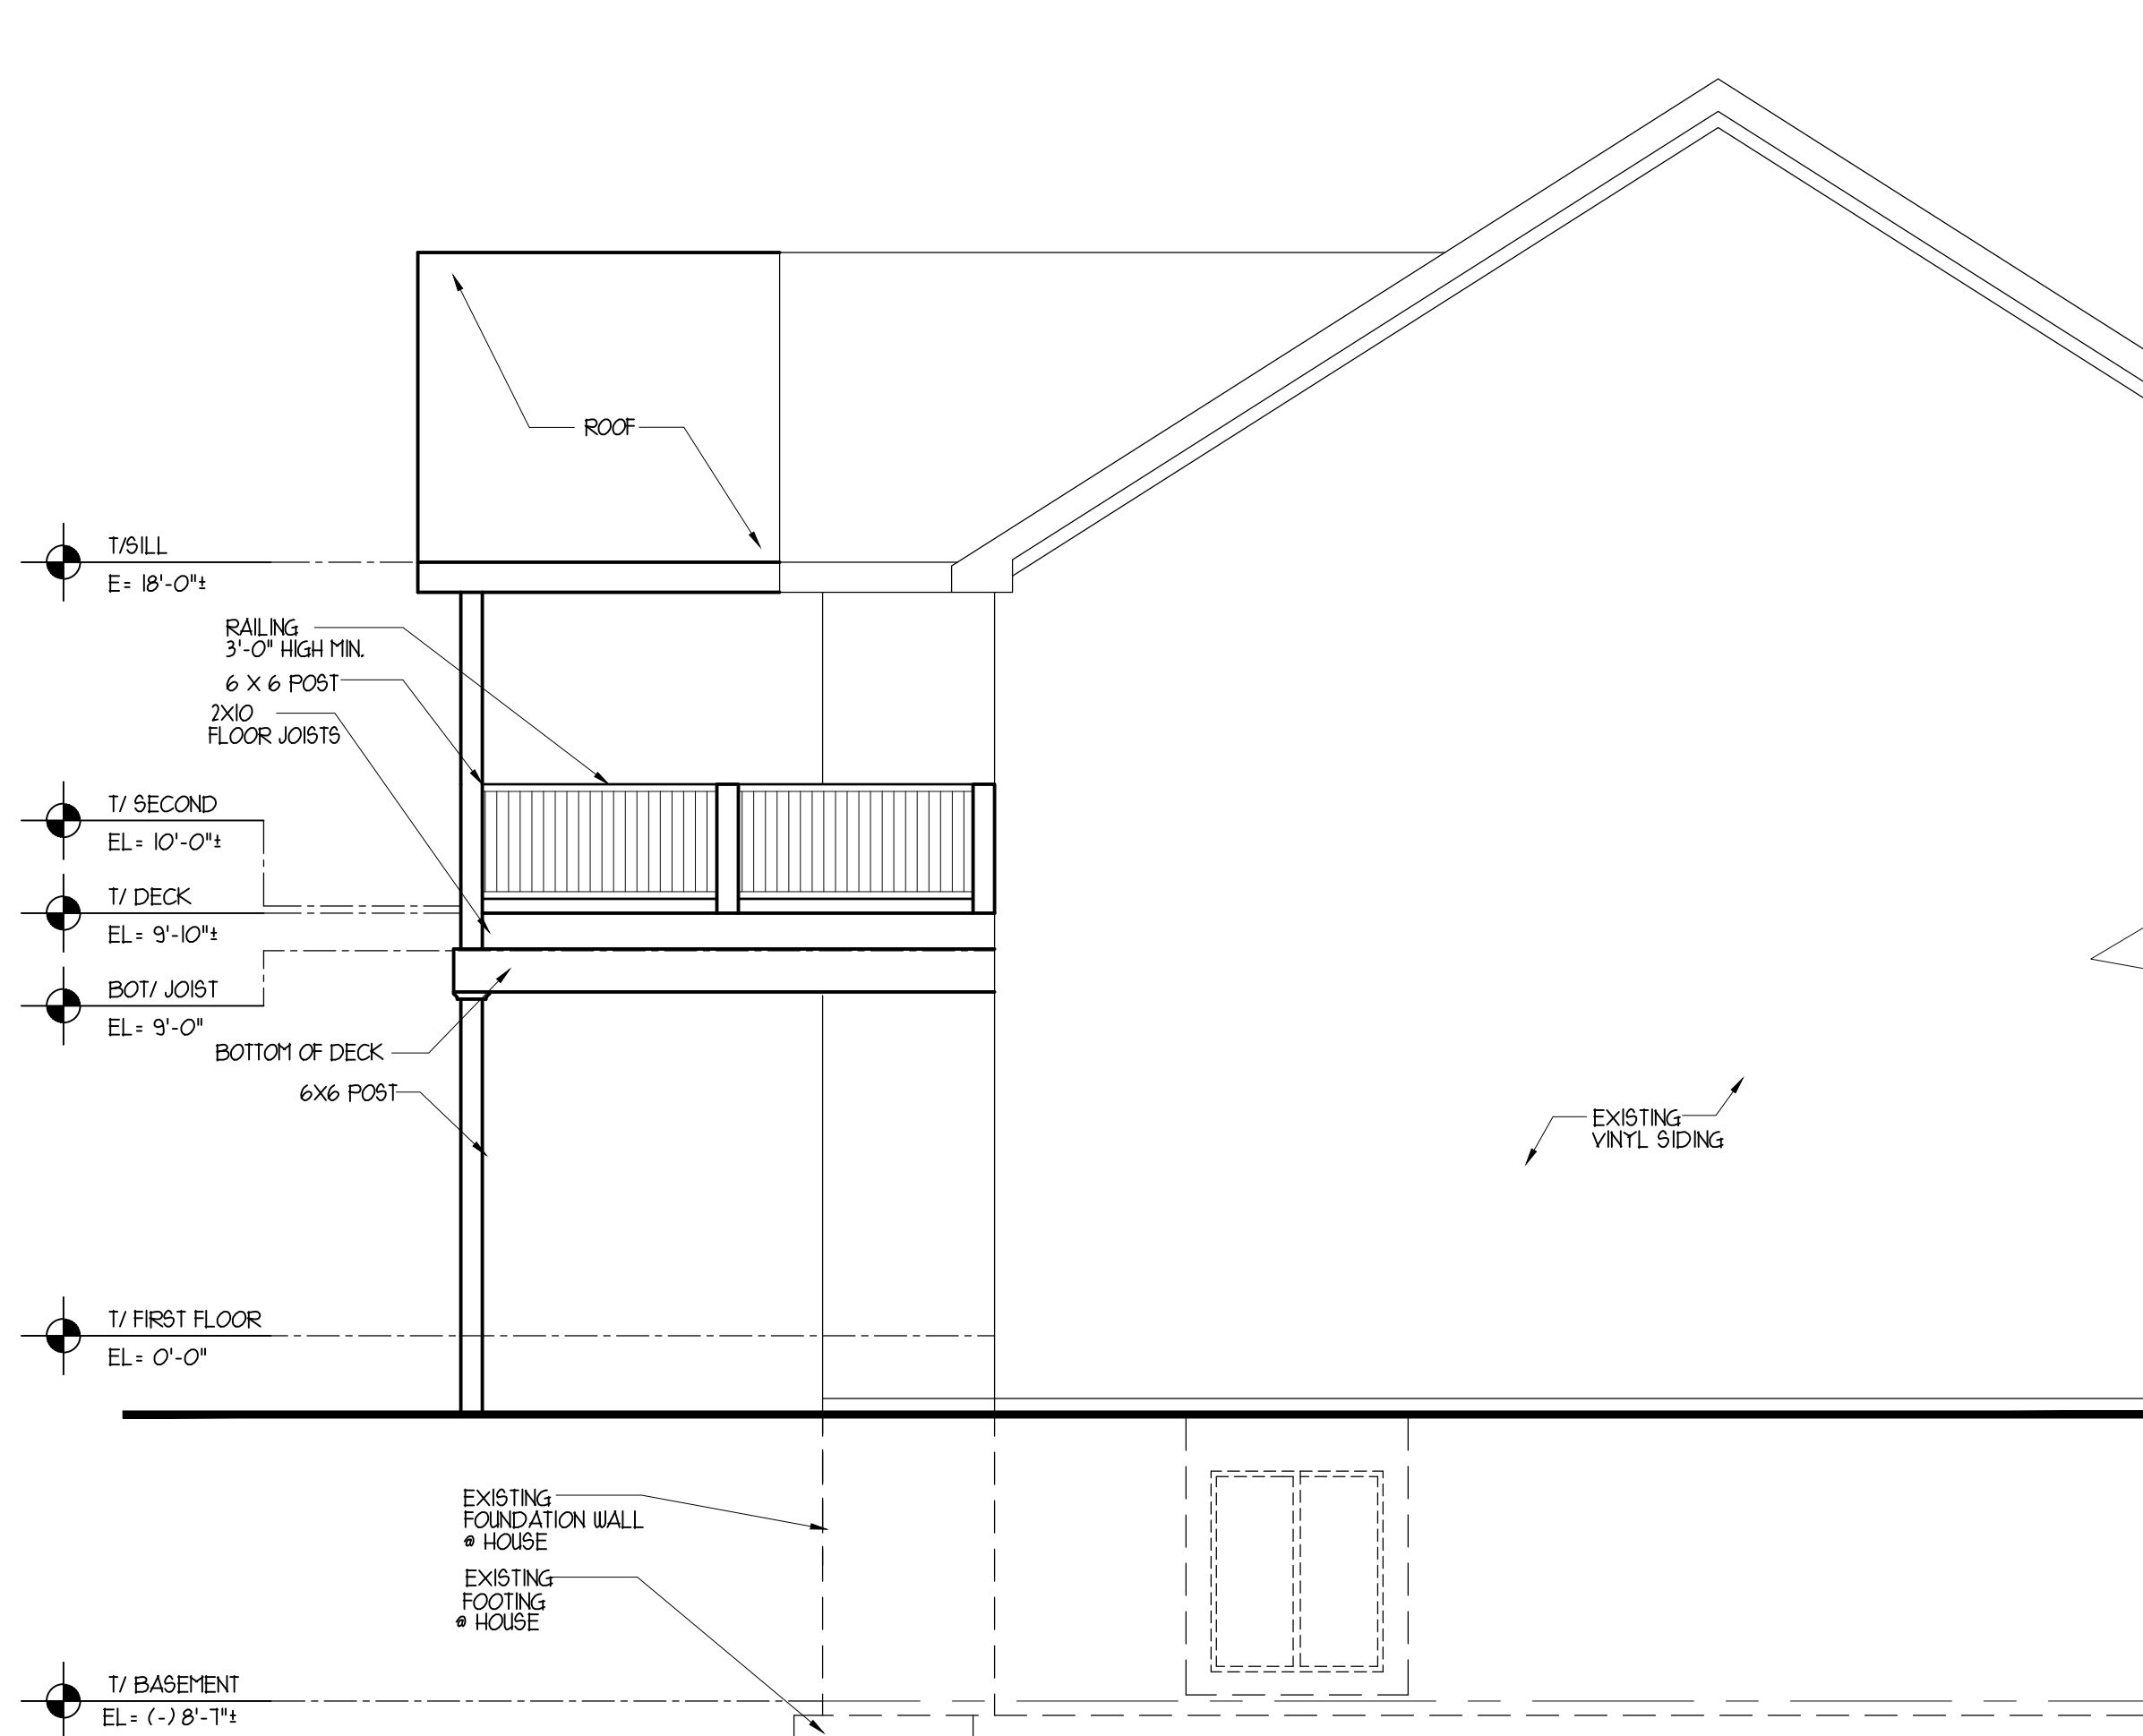 ROOF
T/SILL
E= 18'-0"±
RAILING
3'-0" HIGH MIN.
6 X 6 POST
2X10
FLOOR JOISTS
T/ SECOND
EL= 10'-0"±
T/ DECK
EL= 9'-10"±
BOT/ JOIST
EL= 9'-0"
BOTTOM OF DECK
6X6 POST
EXISTING
VINYL SIDING
T/ FIRST FLOOR
EL= 0'-0"
EXISTING
FOUNDATION WALL
@ HOUSE
EXISTING
FOOTING
@ HOUSE
T/ BASEMENT
EL= (-) 8'-7"±